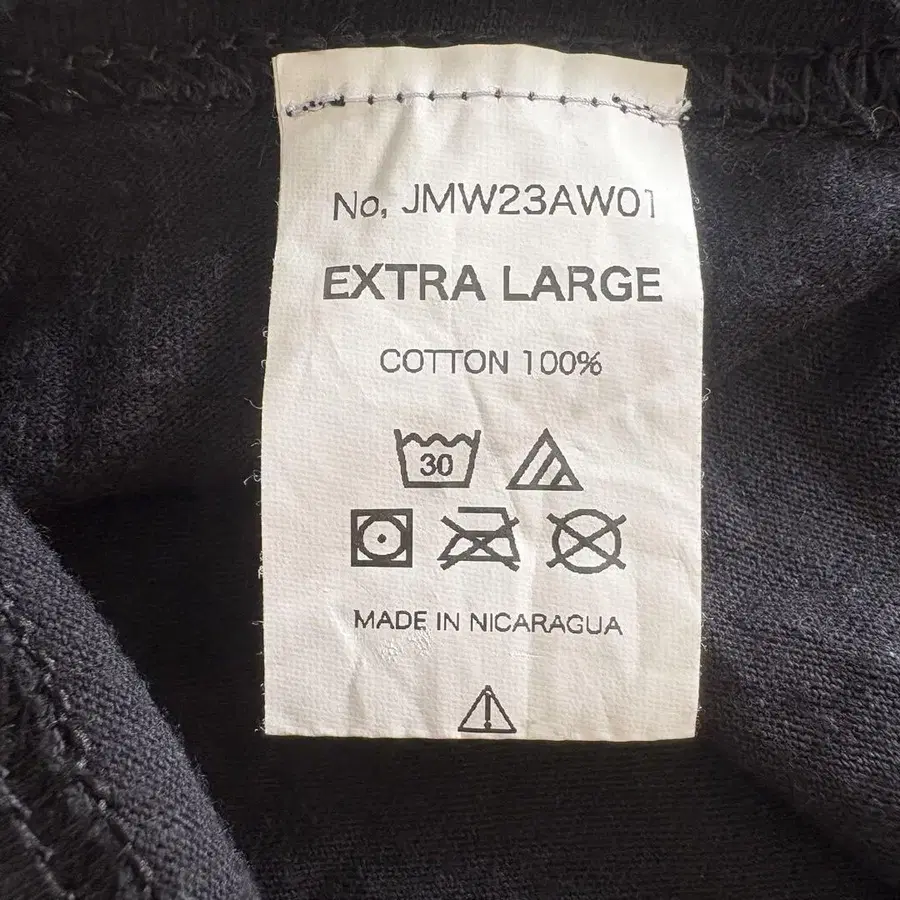 No, JMW23AW01
EXTRA LARGE
COTTON 100%
30
MADE IN NICARAGUA